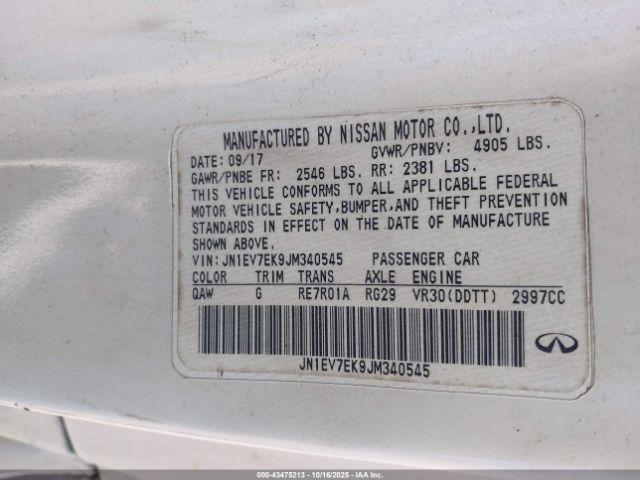 MANUFACTURED BY NISSAN MOTOR CO.,LTD.
DATE: 09/17 GVWR/PNBV: 4905 LBS.
GAWR/PNBE FR: 2546 LBS. RR: 2381 LBS.
THIS VEHICLE CONFORMS TO ALL APPLICABLE FEDERAL
MOTOR VEHICLE SAFETY,BUMPER,AND THEFT PREVENTION
STANDARDS IN EFFECT ON THE DATE OF MANUFACTURE
SHOWN ABOVE.
VIN:JN1EV7EK9JM340545 PASSENGER CAR
COLOR TRIM TRANS AXLE ENGINE
QAW G RE7R01A RG29 VR30(DDTT) 2997CC
JN1EV7EK9JM340545
000-43475213 - 10/16/2025 - IAA Inc.